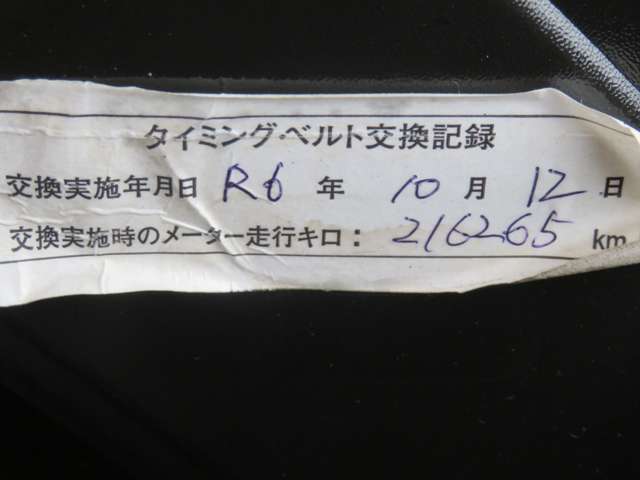 タイミング・ベルト交換記録
交換実施年月日 R6 年 10 月 12 日
交換実施時のメーター走行キロ: 216265 km